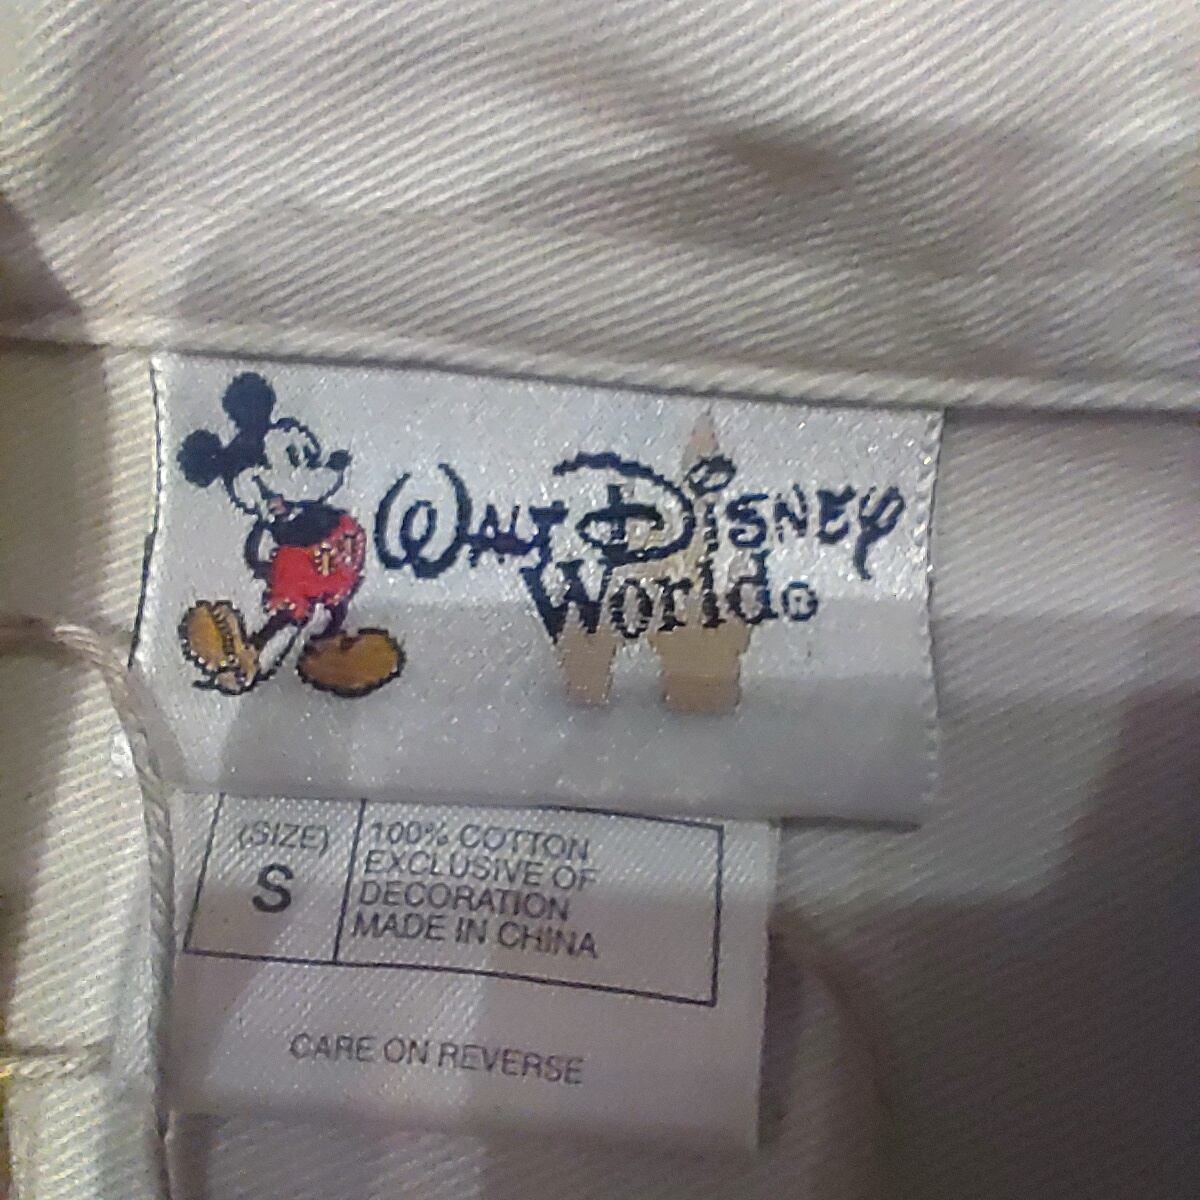 WALT DISNEY
World®
(SIZE)
S
100% COTTON
EXCLUSIVE OF
DECORATION
MADE IN CHINA
CARE ON REVERSE